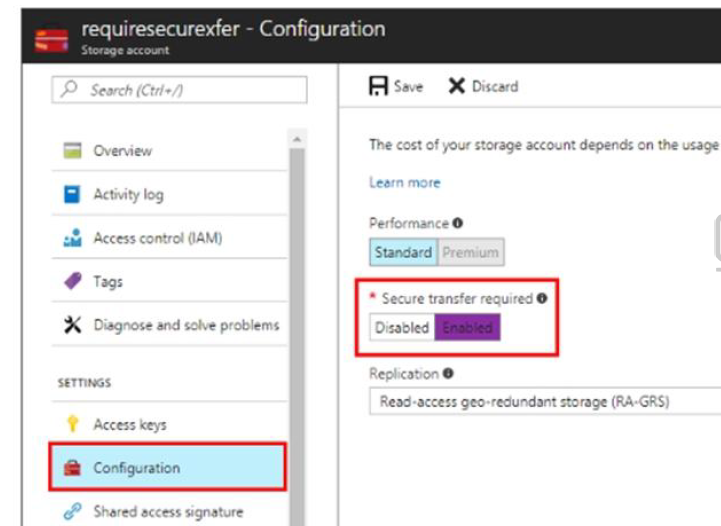 requiresecurexfer - Configuration
Storage account
Search (Ctrl+/)
Overview
Activity log
Access control (IAM)
Tags
Diagnose and solve problems
SETTINGS
Access keys
Configuration
Shared access signature
Save Discard
The cost of your storage account depends on the usage
Learn more
Performance
Standard Premium
* Secure transfer required
Disabled Enabled
Replication
Read-access geo-redundant storage (RA-GRS)